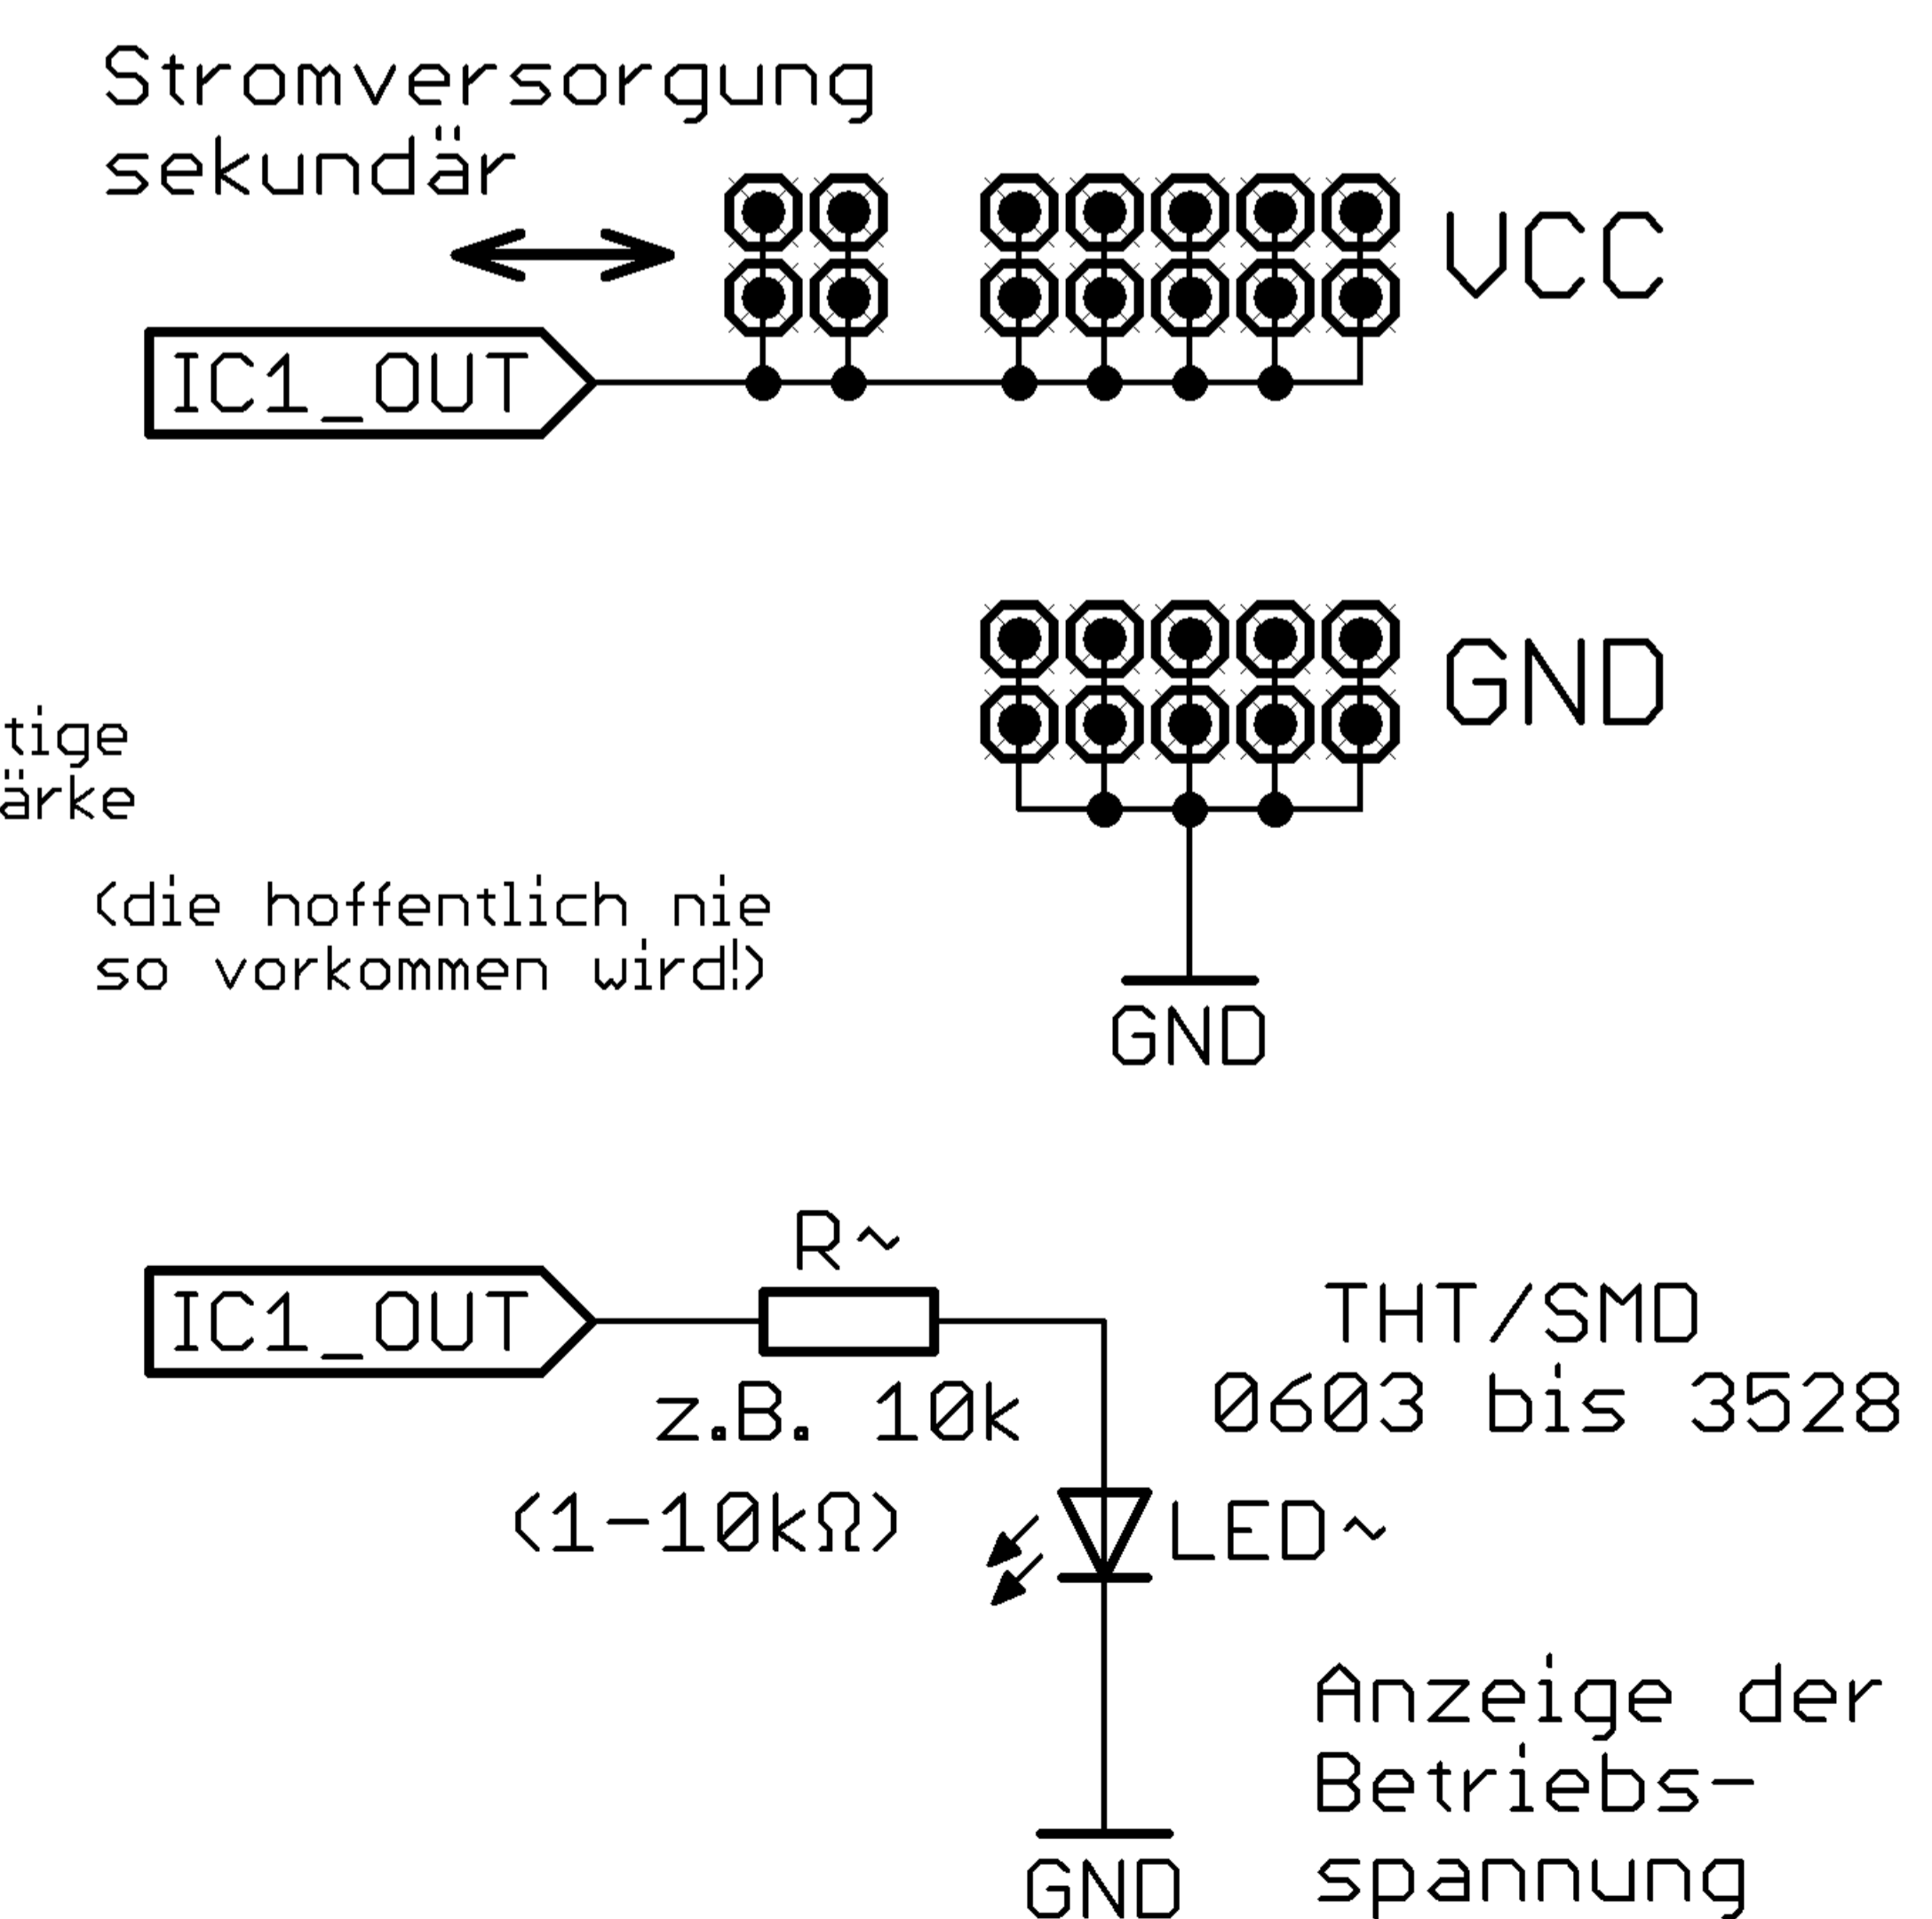 Stromversorgung
sekundär
VCC
IC1_OUT
GND
tige
ärke
(die hoffentlich nie
so vorkommen wird!)
GND
R~
IC1_OUT
z.B. 10k
(1-10kΩ)
THT/SMD
0603 bis 3528
LED~
Anzeige der
Betriebs-
spannung
GND